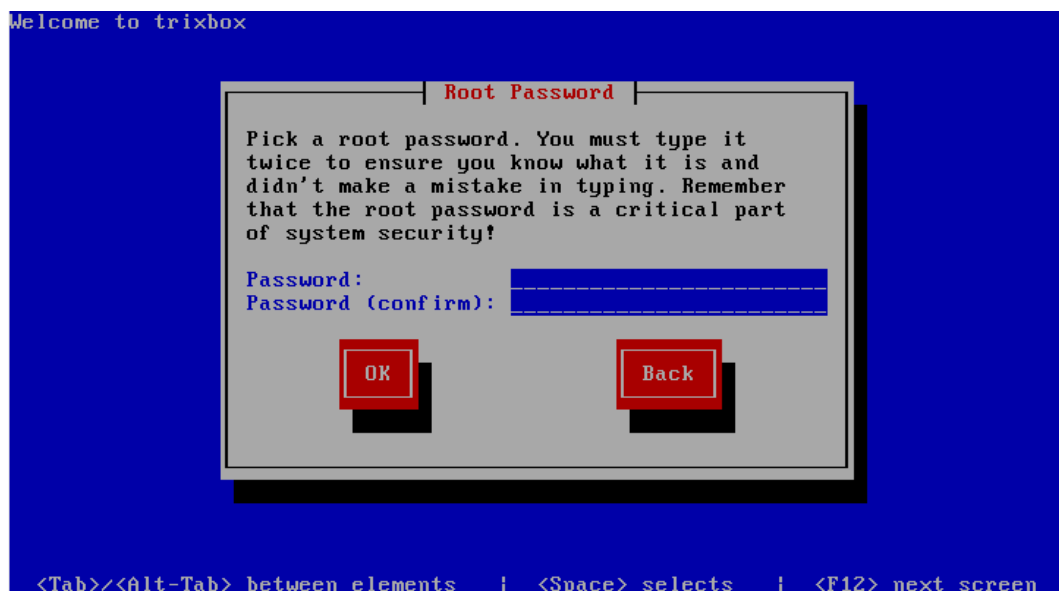 Welcome to trixbox
Root Password
Pick a root password. You must type it
twice to ensure you know what it is and
didn't make a mistake in typing. Remember
that the root password is a critical part
of system security!
Password:
Password (confirm):
OK Back
<Tab>/<Alt-Tab> between elements | <Space> selects | <F12> next screen